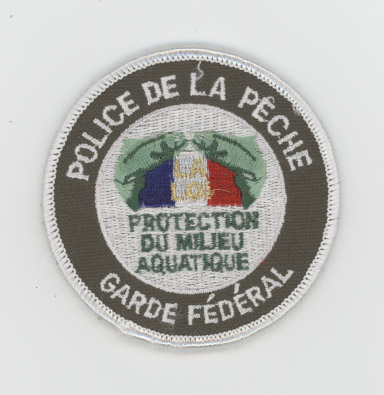 POLICE DE LA PÊCHE
LA
LOI
PROTECTION
DU MILIEU
AQUATIQUE
GARDE FÉDÉRAL